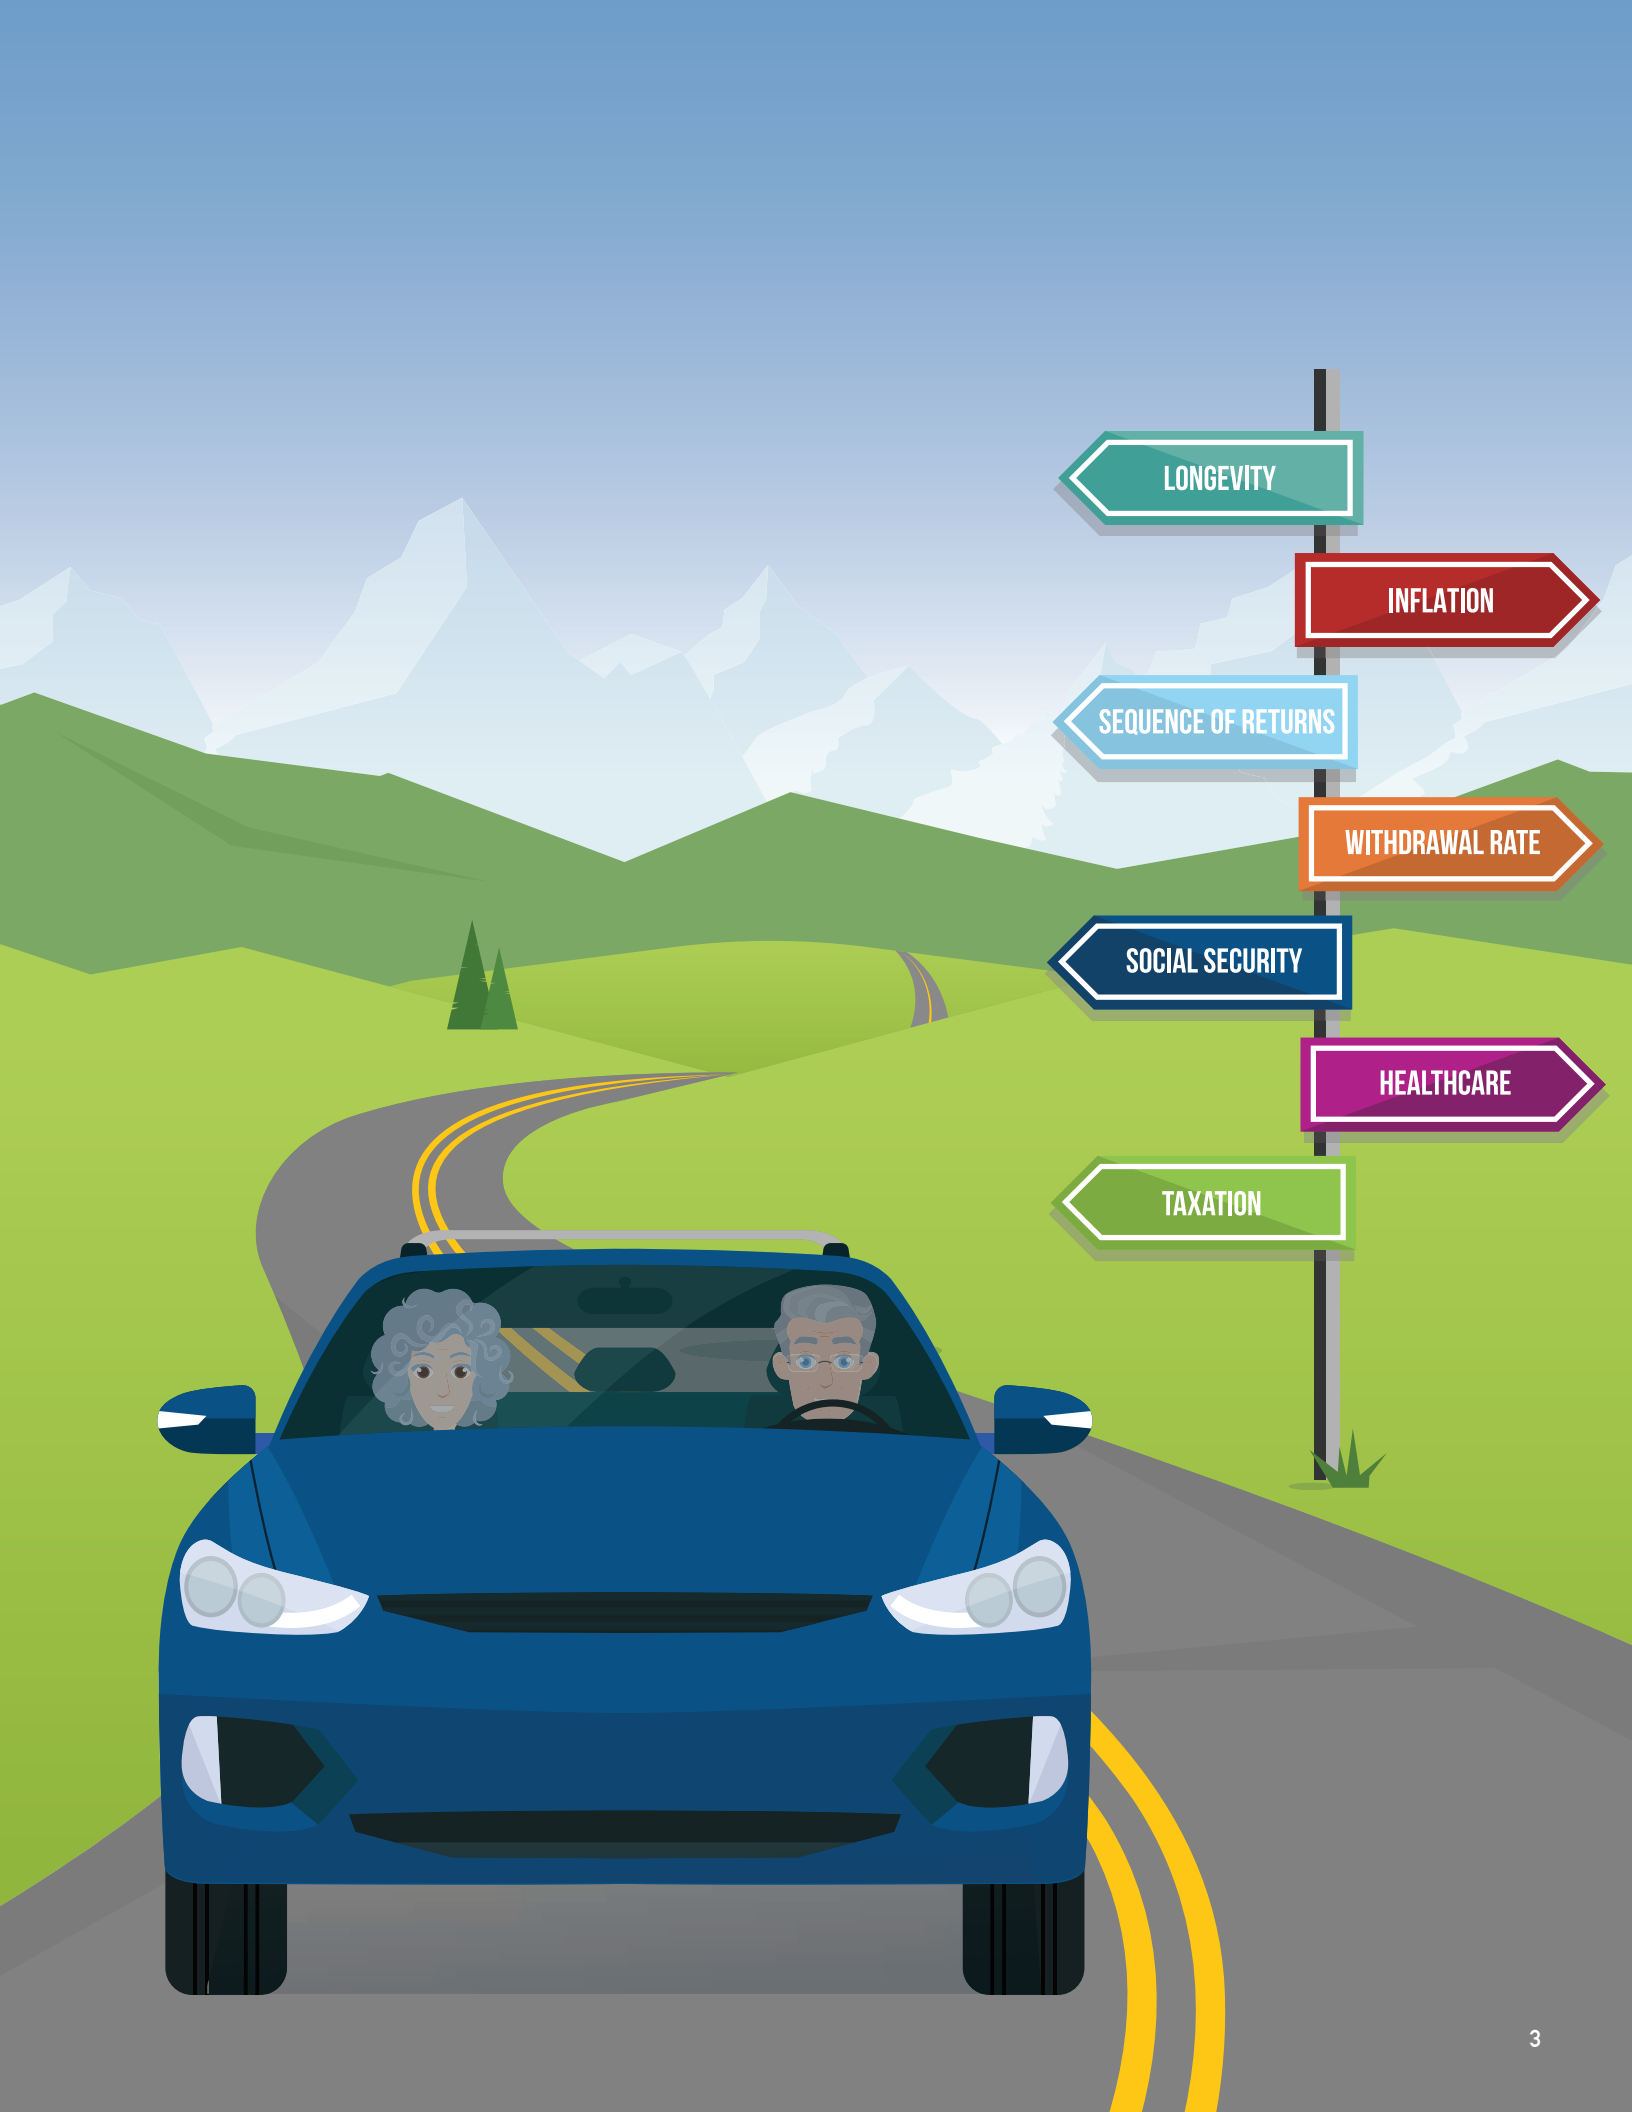 LONGEVITY
INFLATION
SEQUENCE OF RETURNS
WITHDRAWAL RATE
SOCIAL SECURITY
HEALTHCARE
TAXATION
3